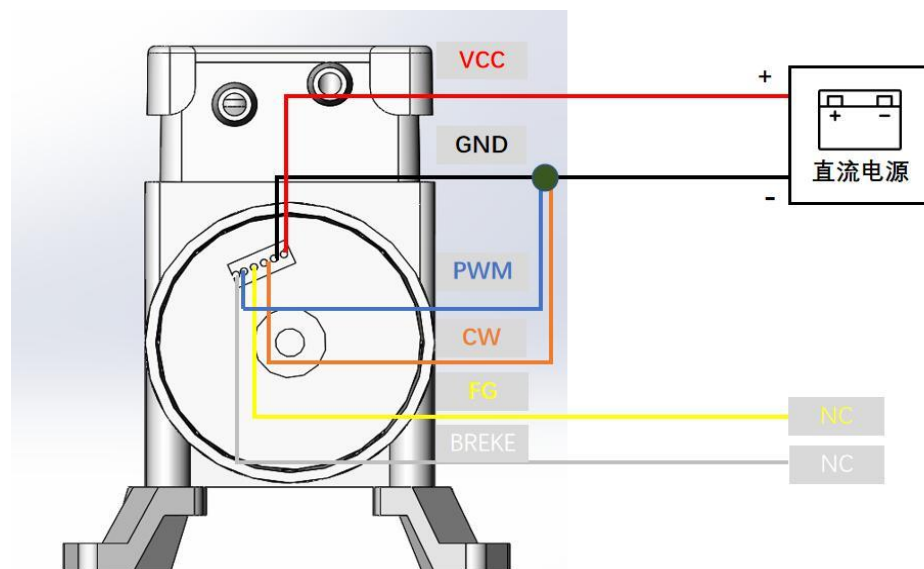 VCC
+
GND
+ -
直流电源
-
PWM
CW
FG
NC
BREKE
NC